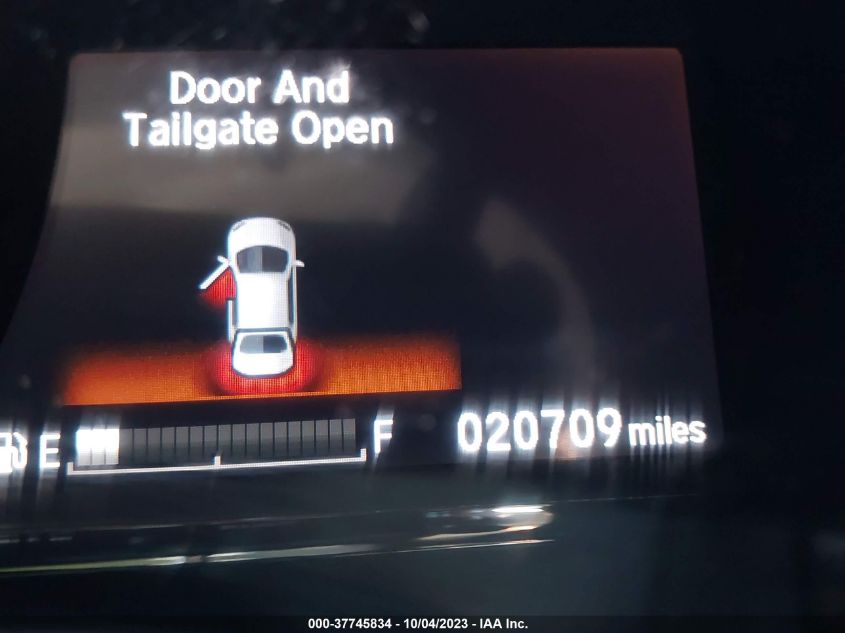 Door And
Tailgate Open
E F 020709 miles
000-37745834 - 10/04/2023 - IAA Inc.